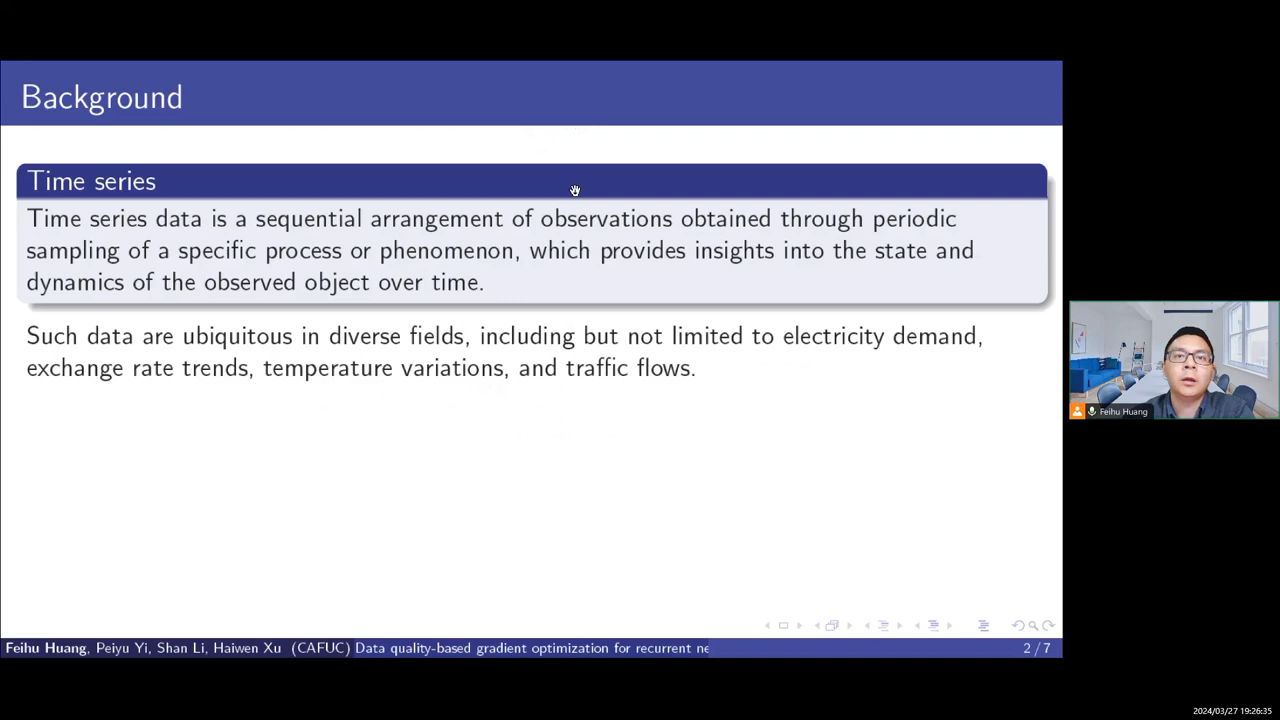 Background
Time series
Time series data is a sequential arrangement of observations obtained through periodic
sampling of a specific process or phenomenon, which provides insights into the state and
dynamics of the observed object over time.
Such data are ubiquitous in diverse fields, including but not limited to electricity demand,
exchange rate trends, temperature variations, and traffic flows.
Feihu Huang
Feihu Huang, Peiyu Yi, Shan Li, Haiwen Xu (CAFUC) Data quality-based gradient optimization for recurrent ne 2 / 7
2024/03/27 19:26:35